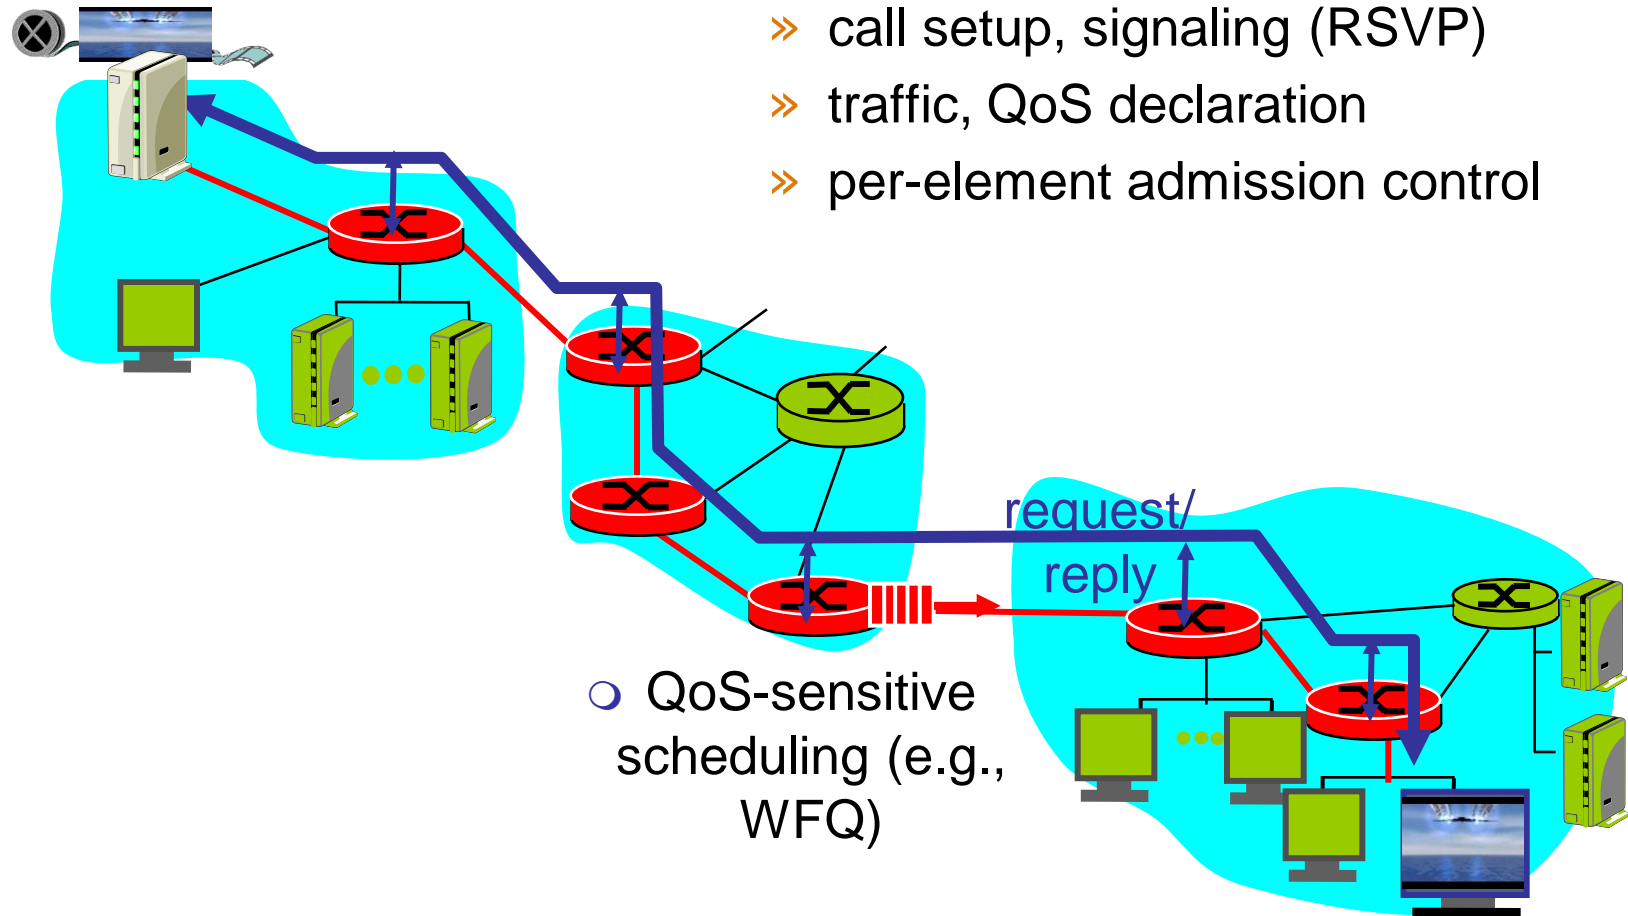 » call setup, signaling (RSVP)
» traffic, QoS declaration
» per-element admission control
request/
reply
QoS-sensitive
scheduling (e.g.,
WFQ)